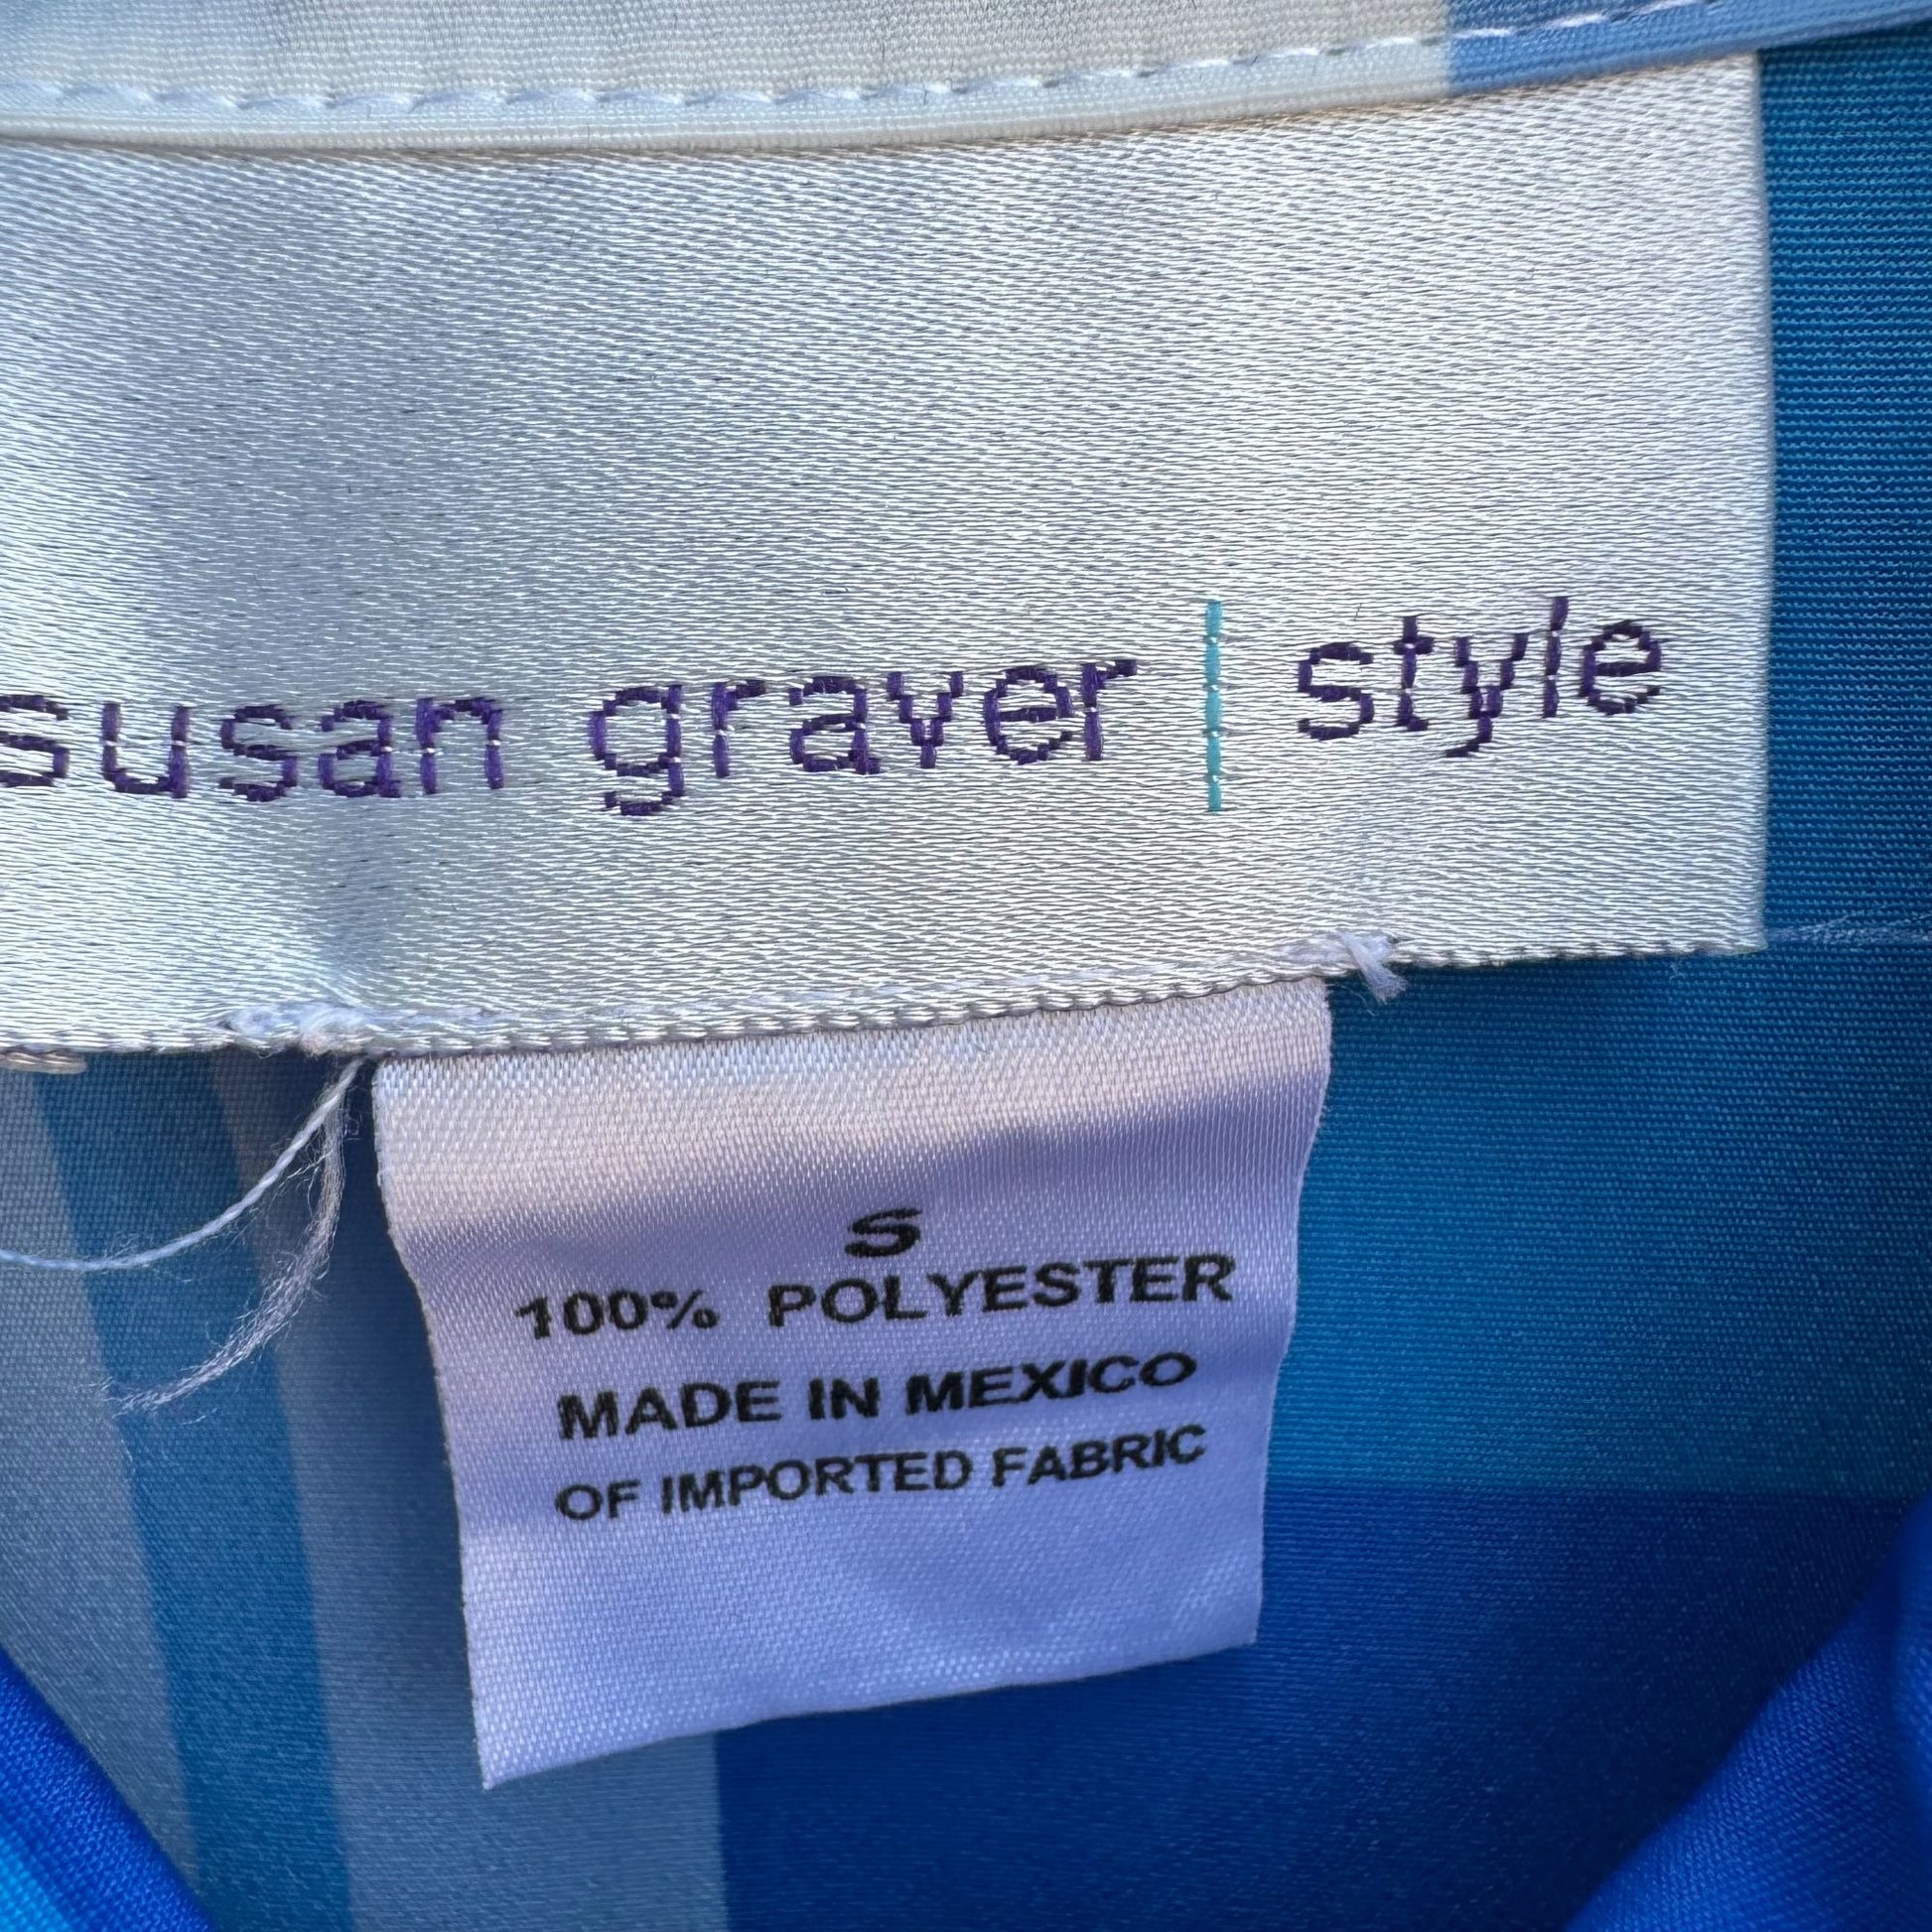 susan graver | style
S
100% POLYESTER
MADE IN MEXICO
OF IMPORTED FABRIC